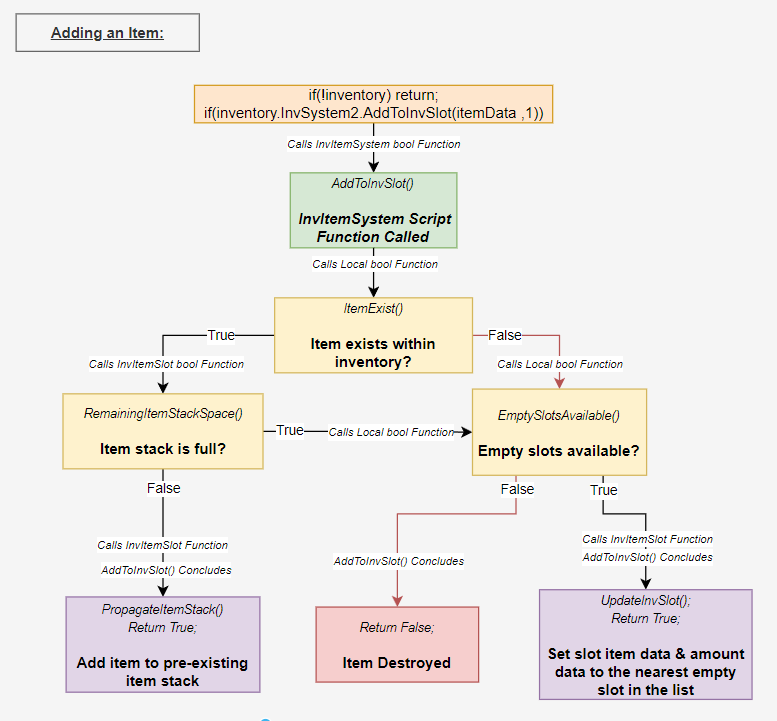 Adding an Item:
if(!inventory) return;
if(inventory.InvSystem2.AddToInvSlot(itemData ,1))
Calls InvItemSystem bool Function
AddToInvSlot()
InvItemSystem Script
Function Called
Calls Local bool Function
ItemExist()
Item exists within
inventory?
True
False
Calls InvItemSlot bool Function
Calls Local bool Function
RemainingItemStackSpace()
Item stack is full?
True
Calls Local bool Function
EmptySlotsAvailable()
Empty slots available?
False
False
True
Calls InvItemSlot Function
AddToInvSlot() Concludes
AddToInvSlot() Concludes
Calls InvItemSlot Function
AddToInvSlot() Concludes
PropagateItemStack()
Return True;
Add item to pre-existing
item stack
Return False;
Item Destroyed
UpdateInvSlot();
Return True;
Set slot item data & amount
data to the nearest empty
slot in the list